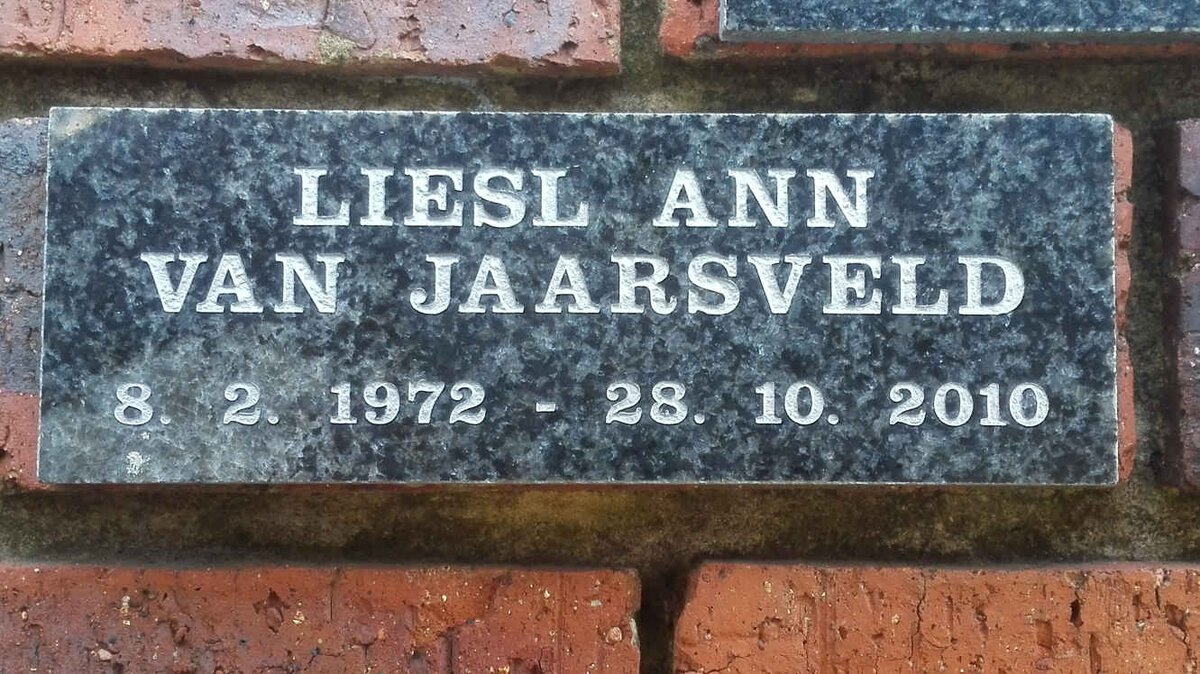 LIESL ANN
VAN JAARSVELD
8. 2. 1972 - 28. 10. 2010